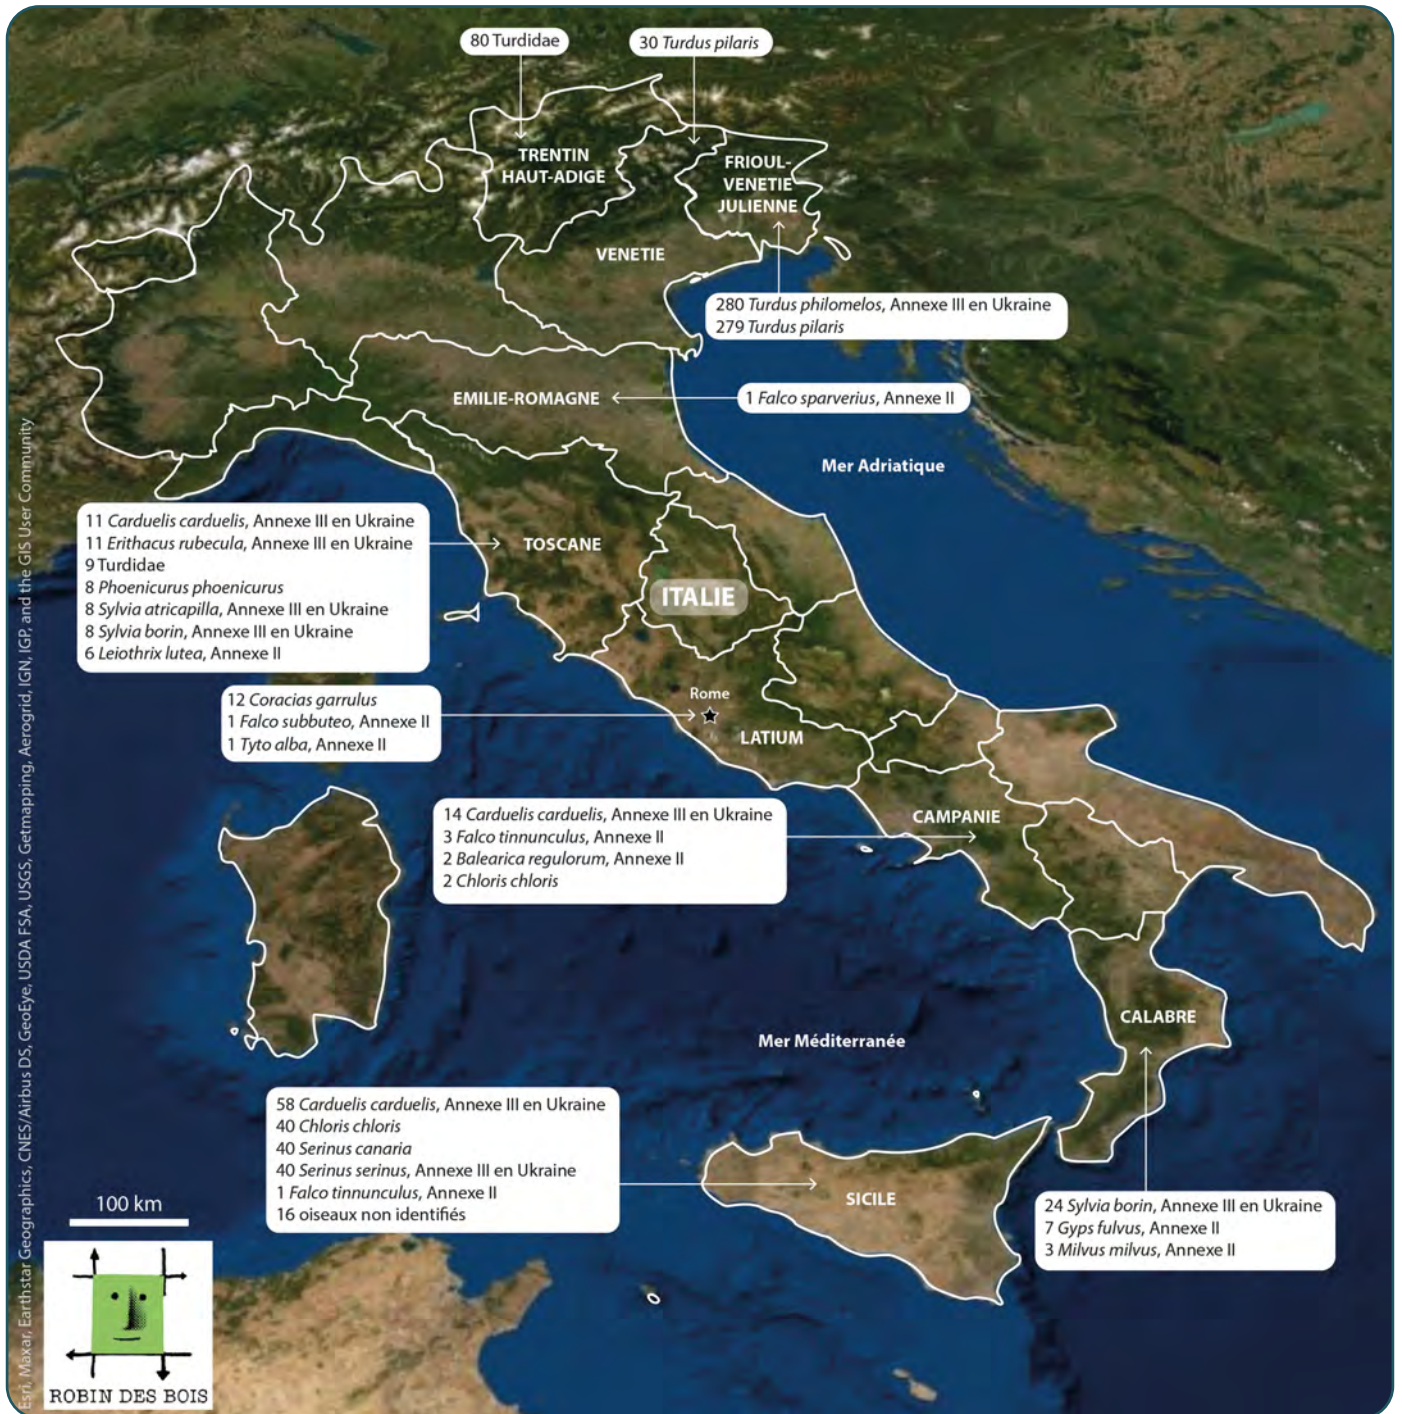 80 Turdidae
30 Turdus pilaris
TRENTIN
HAUT-ADIGE
FRIOUL-
VENETIE
JULIENNE
VENETIE
280 Turdus philomelos, Annexe III en Ukraine
279 Turdus pilaris
EMILIE-ROMAGNE
1 Falco sparverius, Annexe II
Mer Adriatique
11 Carduelis carduelis, Annexe III en Ukraine
11 Erithacus rubecula, Annexe III en Ukraine
9 Turdidae
8 Phoenicurus phoenicurus
8 Sylvia atricapilla, Annexe III en Ukraine
8 Sylvia borin, Annexe III en Ukraine
6 Leiothrix lutea, Annexe II
TOSCANE
ITALIE
12 Coracias garrulus
1 Falco subbuteo, Annexe II
1 Tyto alba, Annexe II
Rome
LATIUM
14 Carduelis carduelis, Annexe III en Ukraine
3 Falco tinnunculus, Annexe II
2 Balearica regulorum, Annexe II
2 Chloris chloris
CAMPANIE
CALABRE
Mer Méditerranée
58 Carduelis carduelis, Annexe III en Ukraine
40 Chloris chloris
40 Serinus canaria
40 Serinus serinus, Annexe III en Ukraine
1 Falco tinnunculus, Annexe II
16 oiseaux non identifiés
SICILE
24 Sylvia borin, Annexe III en Ukraine
7 Gyps fulvus, Annexe II
3 Milvus milvus, Annexe II
100 km
ROBIN DES BOIS
Esri, Maxar, Earthstar Geographics, CNES/Airbus DS, GeoEye, USDA FSA, USGS, Getmapping, Aerogrid, IGN, IGP, and the GIS User Community